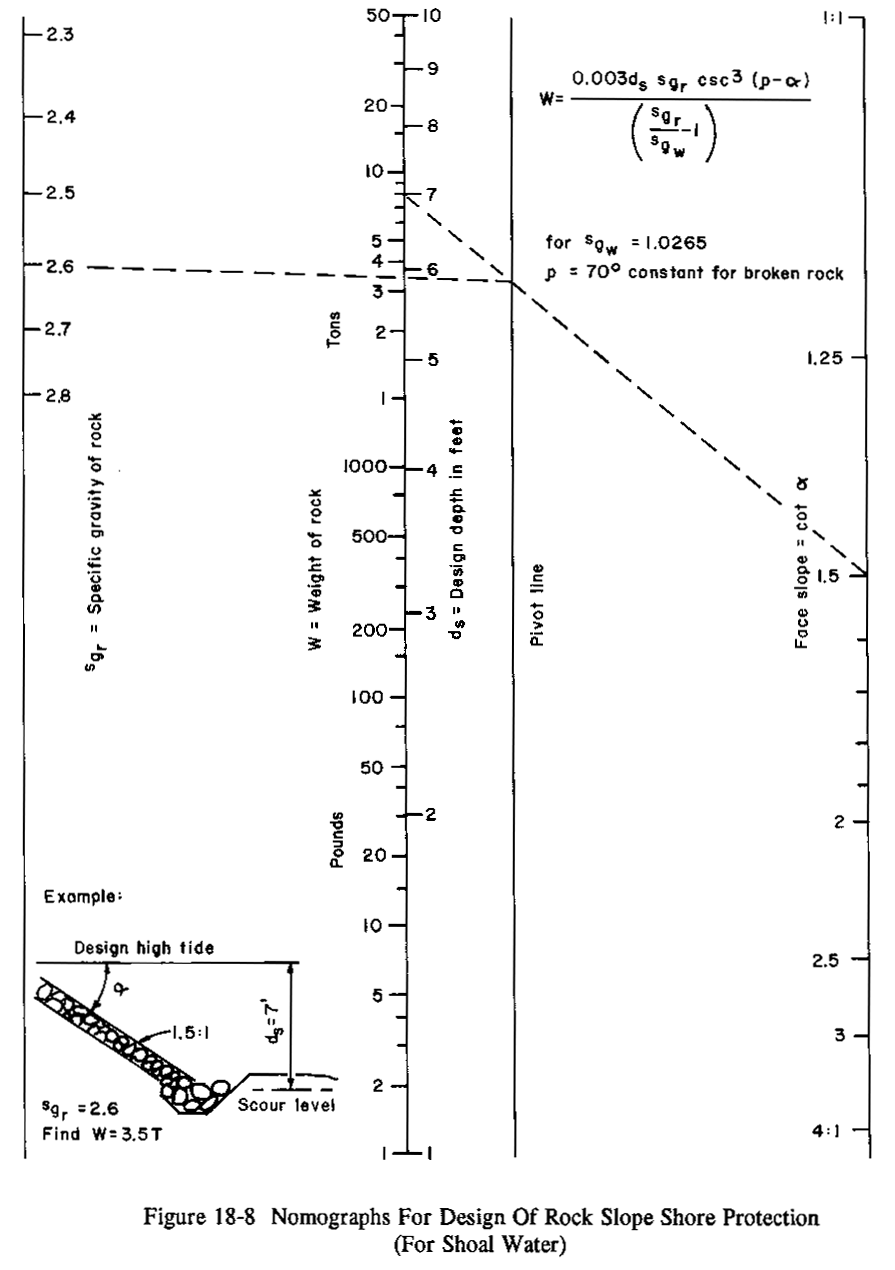 2.3
2.4
2.5
2.6
2.7
2.8
sgr = Specific gravity of rock
50
20
10
5
4
3
2
1
Tons
1000
500
200
100
50
20
10
5
2
1
Pounds
W = Weight of rock
10
9
8
7
6
5
4
3
2
1
ds = Design depth in feet
Pivot line
1:1
1.25
1.5
2
2.5
3
4:1
Face slope = cot α
W= 0.003ds sgr csc³ (p-α)
(sgr/sgw -1)
for sgw = 1.0265
p = 70° constant for broken rock
Example:
Design high tide
α
1.5:1
ds=7'
Scour level
sgr =2.6
Find W=3.5T
Figure 18-8 Nomographs For Design Of Rock Slope Shore Protection
(For Shoal Water)